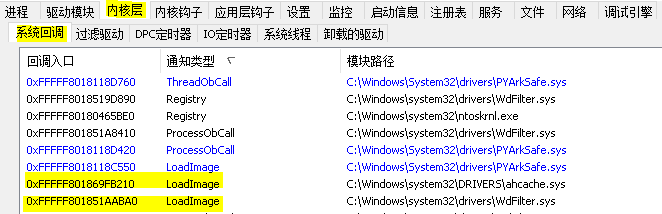 进程 驱动模块 内核层 内核钩子 应用层钩子 设置 监控 启动信息 注册表 服务 文件 网络 调试引擎
系统回调 过滤驱动 DPC定时器 IO定时器 系统线程 卸载的驱动
回调入口 通知类型 模块路径
0xFFFFF8018118D760 ThreadObCall C:\Windows\System32\drivers\PYArkSafe.sys
0xFFFFF8018519D890 Registry C:\Windows\system32\drivers\WdFilter.sys
0xFFFFF80180465BE0 Registry C:\Windows\system32\ntoskrnl.exe
0xFFFFF801851A8410 ProcessObCall C:\Windows\system32\drivers\WdFilter.sys
0xFFFFF8018118D420 ProcessObCall C:\Windows\System32\drivers\PYArkSafe.sys
0xFFFFF8018118C550 LoadImage C:\Windows\System32\drivers\PYArkSafe.sys
0xFFFFF801869FB210 LoadImage C:\Windows\system32\DRIVERS\ahcache.sys
0xFFFFF801851AABA0 LoadImage C:\Windows\system32\drivers\WdFilter.sys